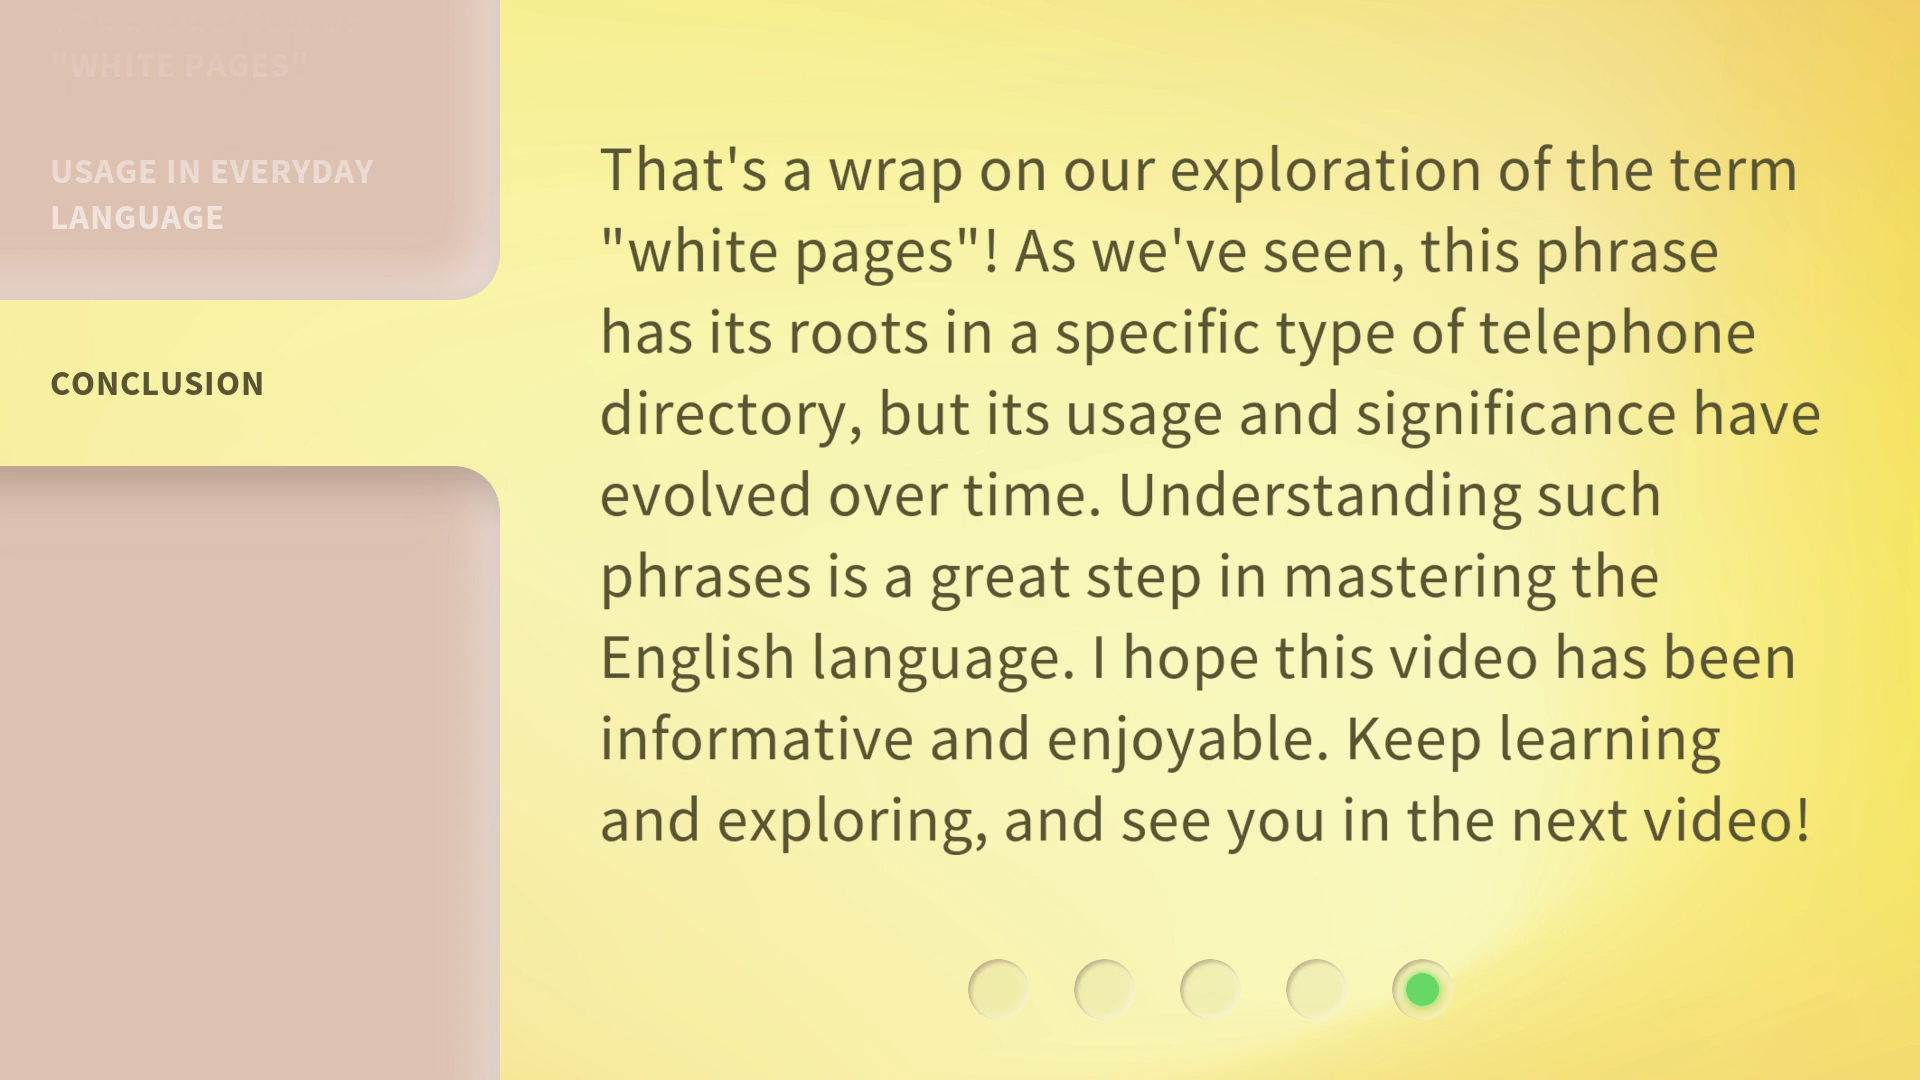 "WHITE PAGES"
USAGE IN EVERYDAY
LANGUAGE
CONCLUSION
That's a wrap on our exploration of the term
"white pages"! As we've seen, this phrase
has its roots in a specific type of telephone
directory, but its usage and significance have
evolved over time. Understanding such
phrases is a great step in mastering the
English language. I hope this video has been
informative and enjoyable. Keep learning
and exploring, and see you in the next video!